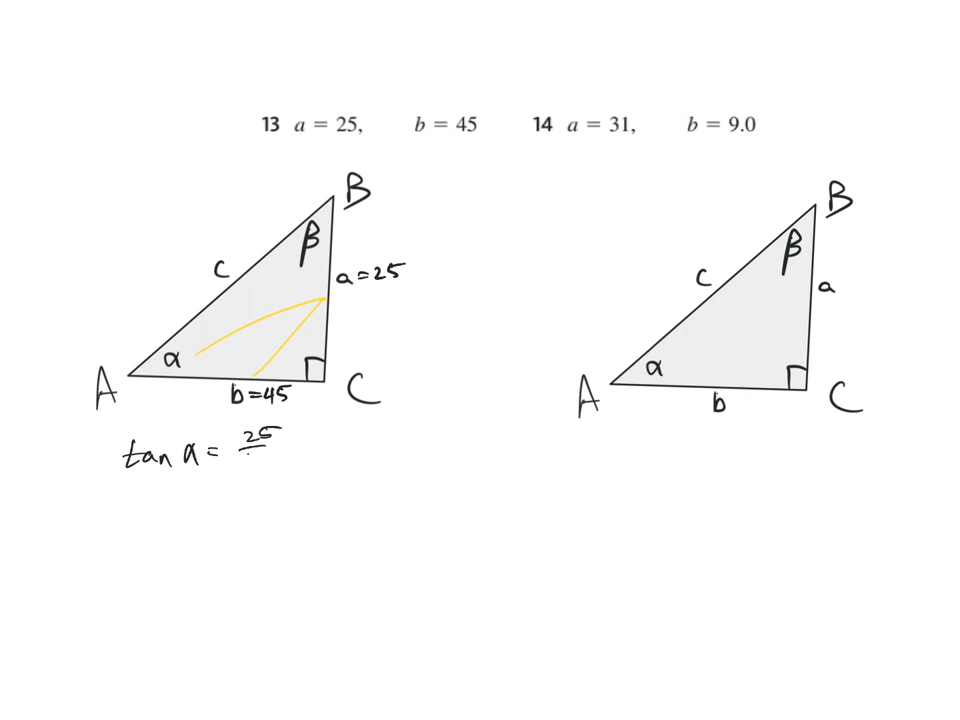 13 a = 25, b = 45 14 a = 31, b = 9.0
B
β
c
a=25
α
A
b=45
C
tan α = 25
B
β
c
a
α
A
b
C